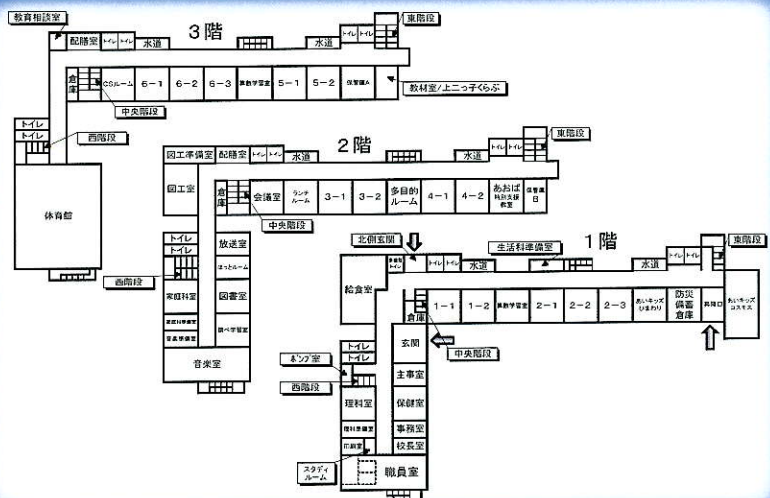 教育相談室
3階
東階段
配膳室
トイレ
トイレ
水道
水道
トイレ
トイレ
倉庫
CSルーム
6-1
6-2
6-3
算数学習室
5-1
5-2
保管庫A
教材室/上二っ子くらぶ
中央階段
トイレ
トイレ
西階段
体育館
2階
東階段
図工準備室
配膳室
トイレ
トイレ
水道
水道
トイレ
トイレ
図工室
倉庫
会議室
ランチ
ルーム
3-1
3-2
多目的
ルーム
4-1
4-2
あおば
特別支援
教室
保管庫
B
中央階段
トイレ
トイレ
放送室
西階段
ほっとルーム
家庭科室
図書室
家庭科準備室
音楽準備室
調べ学習室
音楽室
1階
北側玄関
生活科準備室
東階段
トイレ
トイレ
トイレ
水道
水道
トイレ
トイレ
給食室
倉庫
1-1
1-2
算数学習室
2-1
2-2
2-3
あいキッズ
ひまわり
防災
備蓄
倉庫
昇降口
あいキッズ
コスモス
玄関
中央階段
トイレ
トイレ
ポンプ室
西階段
主事室
理科室
保健室
理科準備室
事務室
印刷室
校長室
スタディ
ルーム
職員室